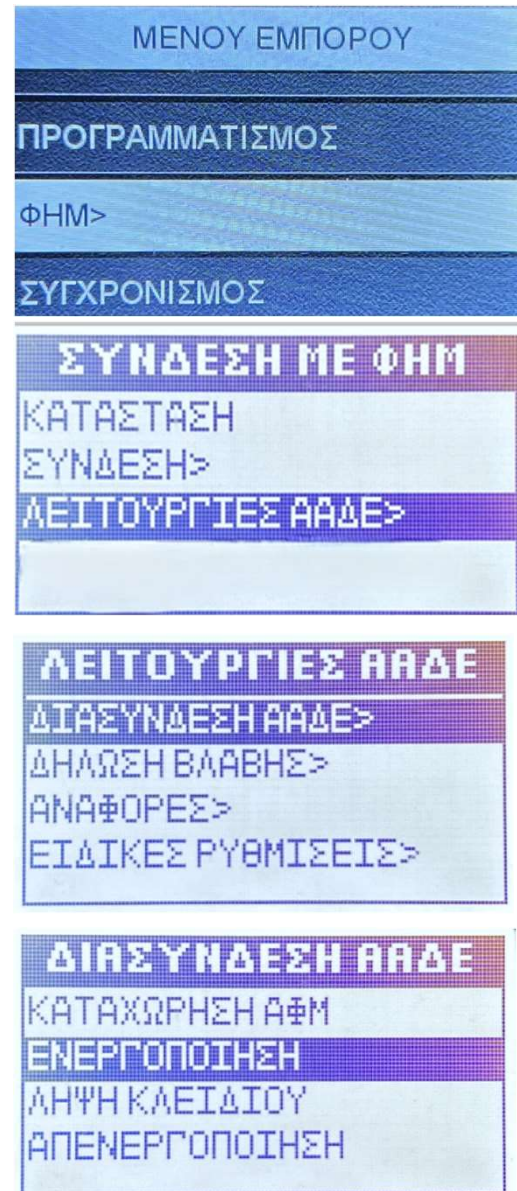 ΜΕΝΟΥ ΕΜΠΟΡΟΥ
ΠΡΟΓΡΑΜΜΑΤΙΣΜΟΣ
ΦΗΜ>
ΣΥΓΧΡΟΝΙΣΜΟΣ
ΣΥΝΔΕΣΗ ΜΕ ΦΗΜ
ΚΑΤΑΣΤΑΣΗ
ΣΥΝΔΕΣΗ>
ΛΕΙΤΟΥΡΓΙΕΣ ΑΑΔΕ>
ΛΕΙΤΟΥΡΓΙΕΣ ΑΑΔΕ
ΔΙΑΣΥΝΔΕΣΗ ΑΑΔΕ>
ΔΗΛΩΣΗ ΒΛΑΒΗΣ>
ΑΝΑΦΟΡΕΣ>
ΕΙΔΙΚΕΣ ΡΥΘΜΙΣΕΙΣ>
ΔΙΑΣΥΝΔΕΣΗ ΑΑΔΕ
ΚΑΤΑΧΩΡΗΣΗ ΑΦΜ
ΕΝΕΡΓΟΠΟΙΗΣΗ
ΛΗΨΗ ΚΛΕΙΔΙΟΥ
ΑΠΕΝΕΡΓΟΠΟΙΗΣΗ